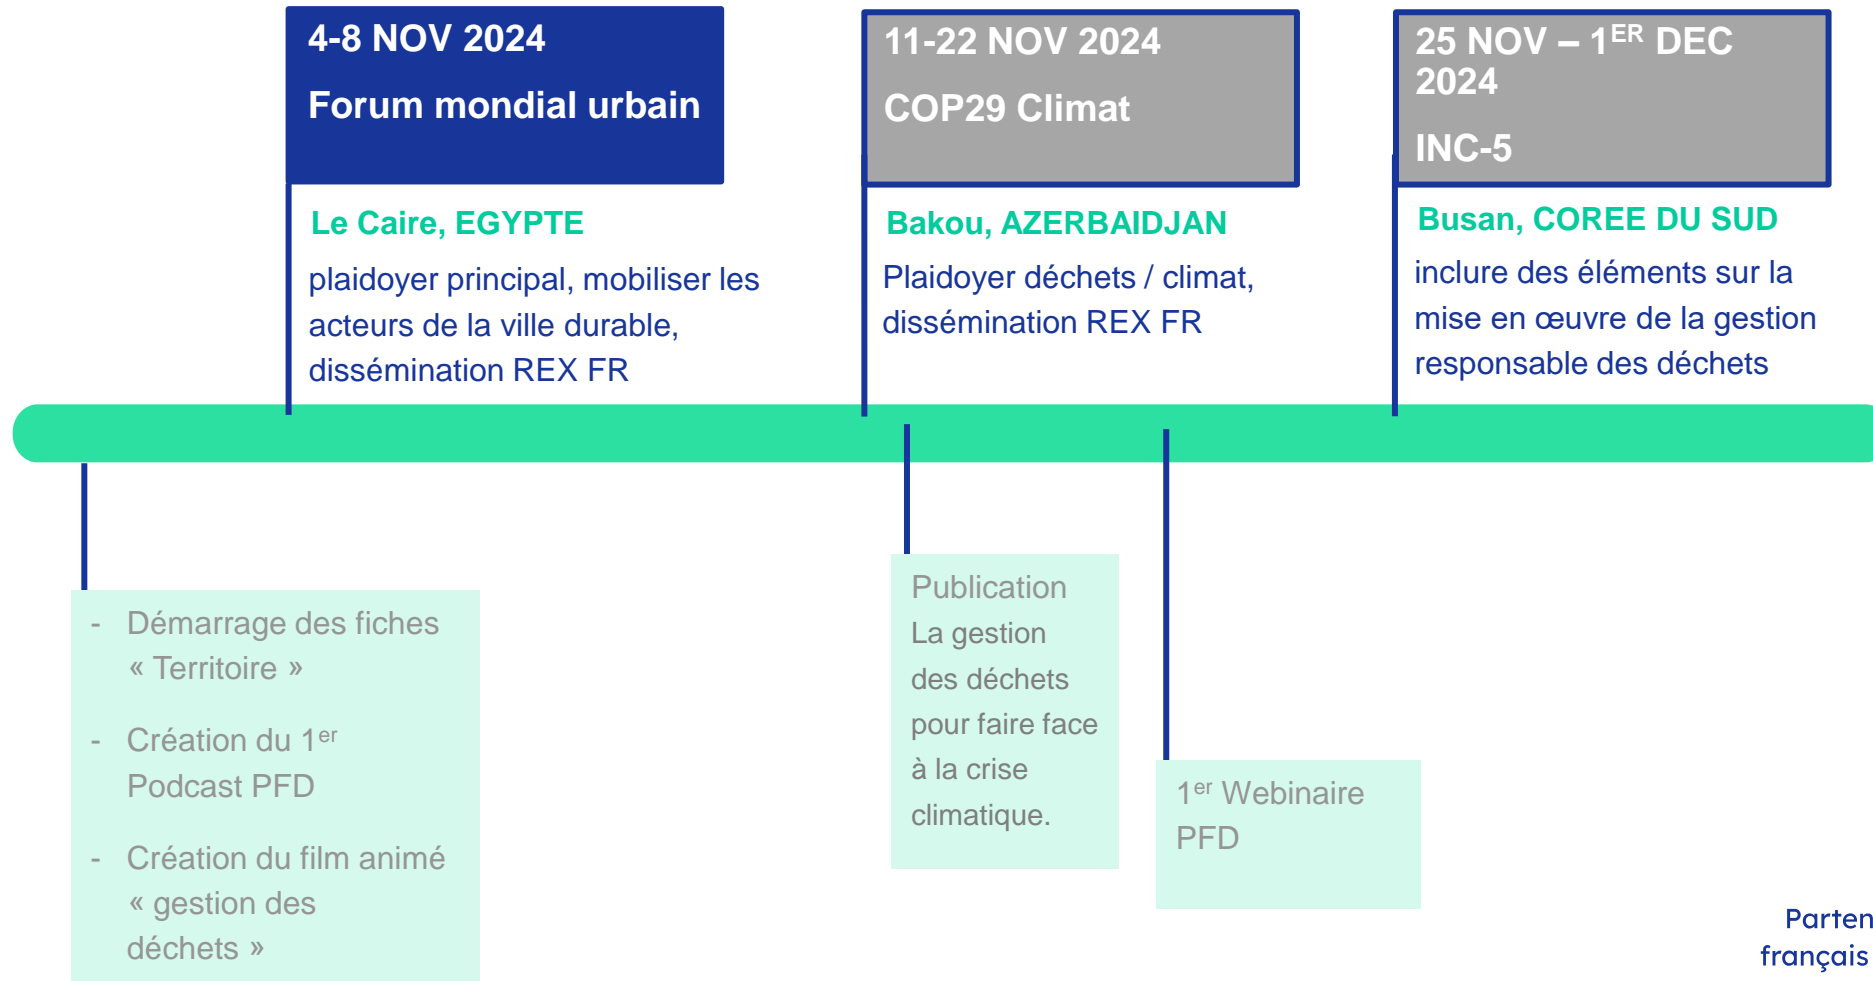 4-8 NOV 2024
Forum mondial urbain
Le Caire, EGYPTE
plaidoyer principal, mobiliser les
acteurs de la ville durable,
dissémination REX FR
11-22 NOV 2024
COP29 Climat
Bakou, AZERBAIDJAN
Plaidoyer déchets / climat,
dissémination REX FR
25 NOV – 1ER DEC
2024
INC-5
Busan, COREE DU SUD
inclure des éléments sur la
mise en œuvre de la gestion
responsable des déchets
- Démarrage des fiches
« Territoire »
- Création du 1er
Podcast PFD
- Création du film animé
« gestion des
déchets »
Publication
La gestion
des déchets
pour faire face
à la crise
climatique.
1er Webinaire
PFD
Parten
français